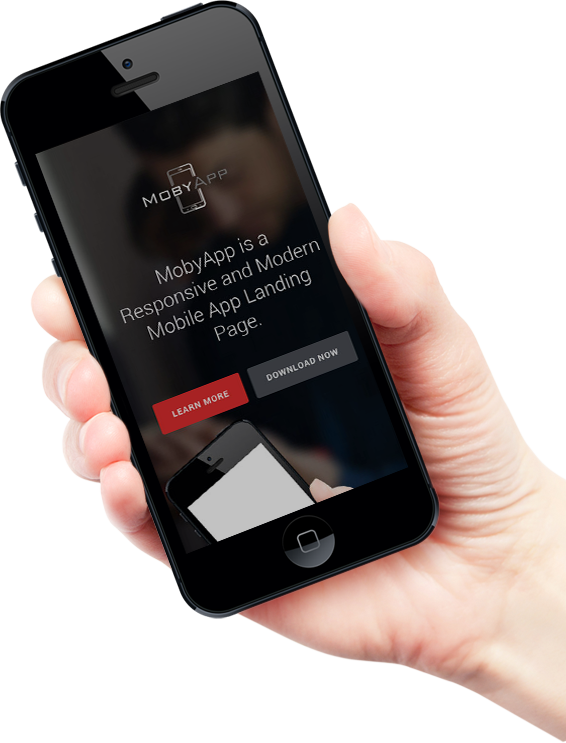 MOBYAPP
MobyApp is a
Responsive and Modern
Mobile App Landing
Page.
LEARN MORE
DOWNLOAD NOW